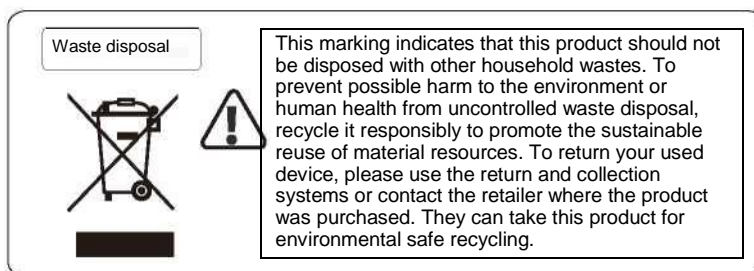 Waste disposal
This marking indicates that this product should not
be disposed with other household wastes. To
prevent possible harm to the environment or
human health from uncontrolled waste disposal,
recycle it responsibly to promote the sustainable
reuse of material resources. To return your used
device, please use the return and collection
systems or contact the retailer where the product
was purchased. They can take this product for
environmental safe recycling.